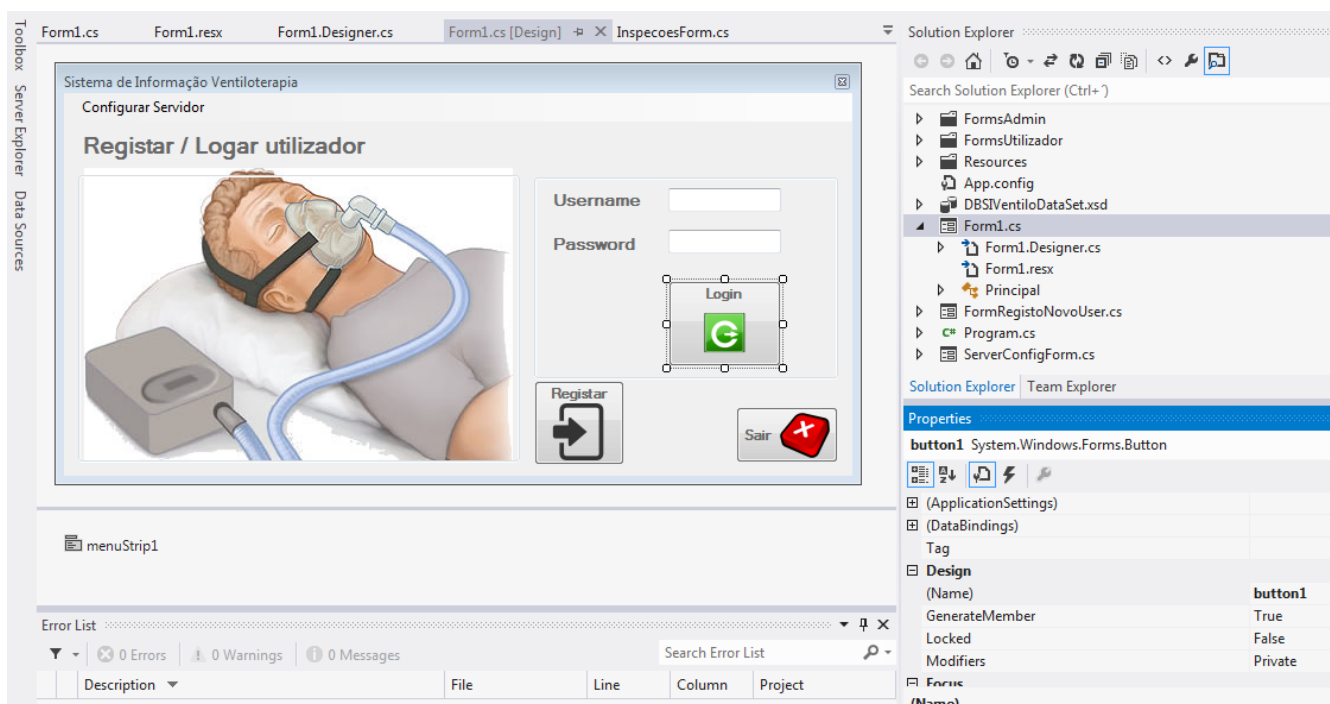 Toolbox
Server Explorer
Data Sources
Form1.cs
Form1.resx
Form1.Designer.cs
Form1.cs [Design]
InspecoesForm.cs
Sistema de Informação Ventiloterapia
Configurar Servidor
Registar / Logar utilizador
Username
Password
Login
Registar
Sair
menuStrip1
Error List
0 Errors
0 Warnings
0 Messages
Search Error List
Description
File
Line
Column
Project
Solution Explorer
Search Solution Explorer (Ctrl+´)
FormsAdmin
FormsUtilizador
Resources
App.config
DBSIVentiloDataSet.xsd
Form1.cs
Form1.Designer.cs
Form1.resx
Principal
FormRegistoNovoUser.cs
C# Program.cs
ServerConfigForm.cs
Solution Explorer
Team Explorer
Properties
button1 System.Windows.Forms.Button
(ApplicationSettings)
(DataBindings)
Tag
Design
(Name) button1
GenerateMember True
Locked False
Modifiers Private
Focus
(Name)